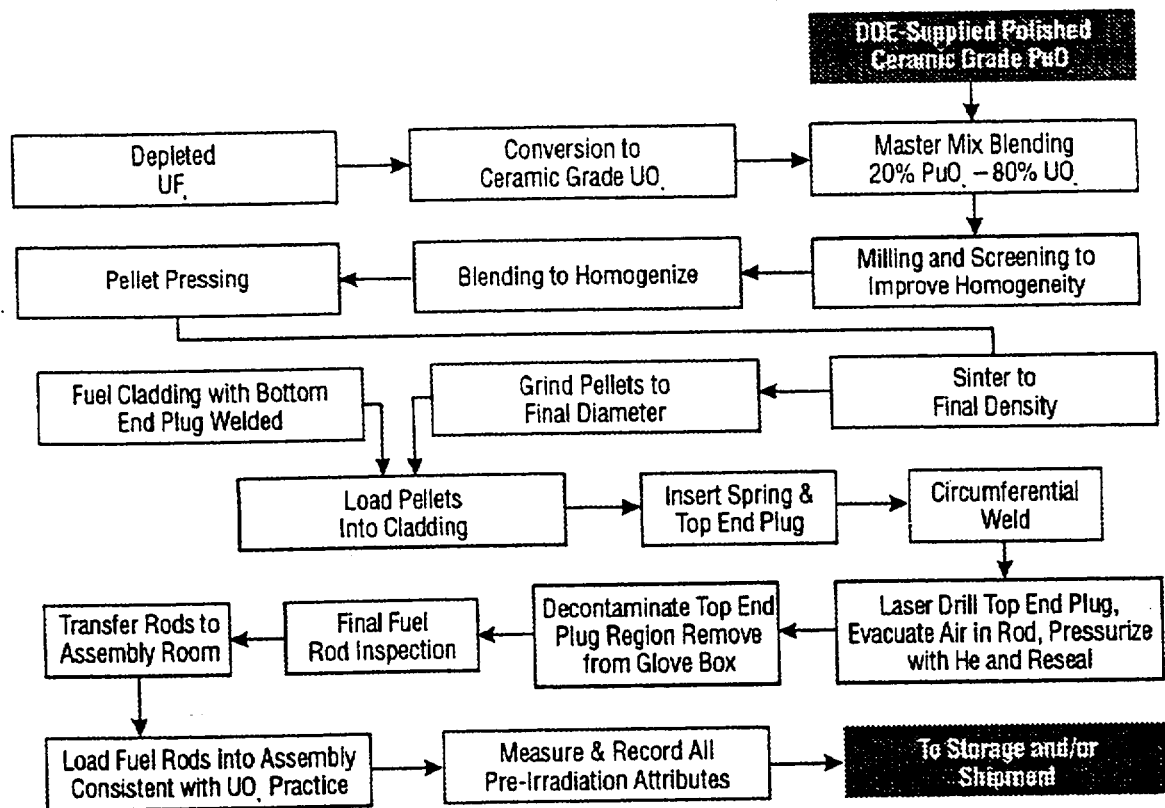 DOE-Supplied Polished
Ceramic Grade PuO.
Depleted
UF.
Conversion to
Ceramic Grade UO.
Master Mix Blending
20% PuO. – 80% UO.
Pellet Pressing
Blending to Homogenize
Milling and Screening to
Improve Homogeneity
Fuel Cladding with Bottom
End Plug Welded
Grind Pellets to
Final Diameter
Sinter to
Final Density
Load Pellets
Into Cladding
Insert Spring &
Top End Plug
Circumferential
Weld
Transfer Rods to
Assembly Room
Final Fuel
Rod Inspection
Decontaminate Top End
Plug Region Remove
from Glove Box
Laser Drill Top End Plug,
Evacuate Air in Rod, Pressurize
with He and Reseal
Load Fuel Rods into Assembly
Consistent with UO. Practice
Measure & Record All
Pre-Irradiation Attributes
To Storage and/or
Shipment